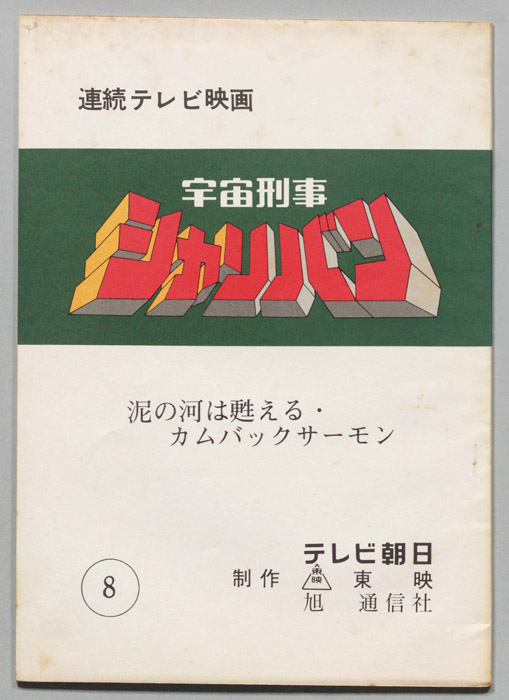 連続テレビ映画
宇宙刑事
シャリバン
泥の河は甦える・
カムバックサーモン
テレビ朝日
制作 東映 東映
旭通信社
8